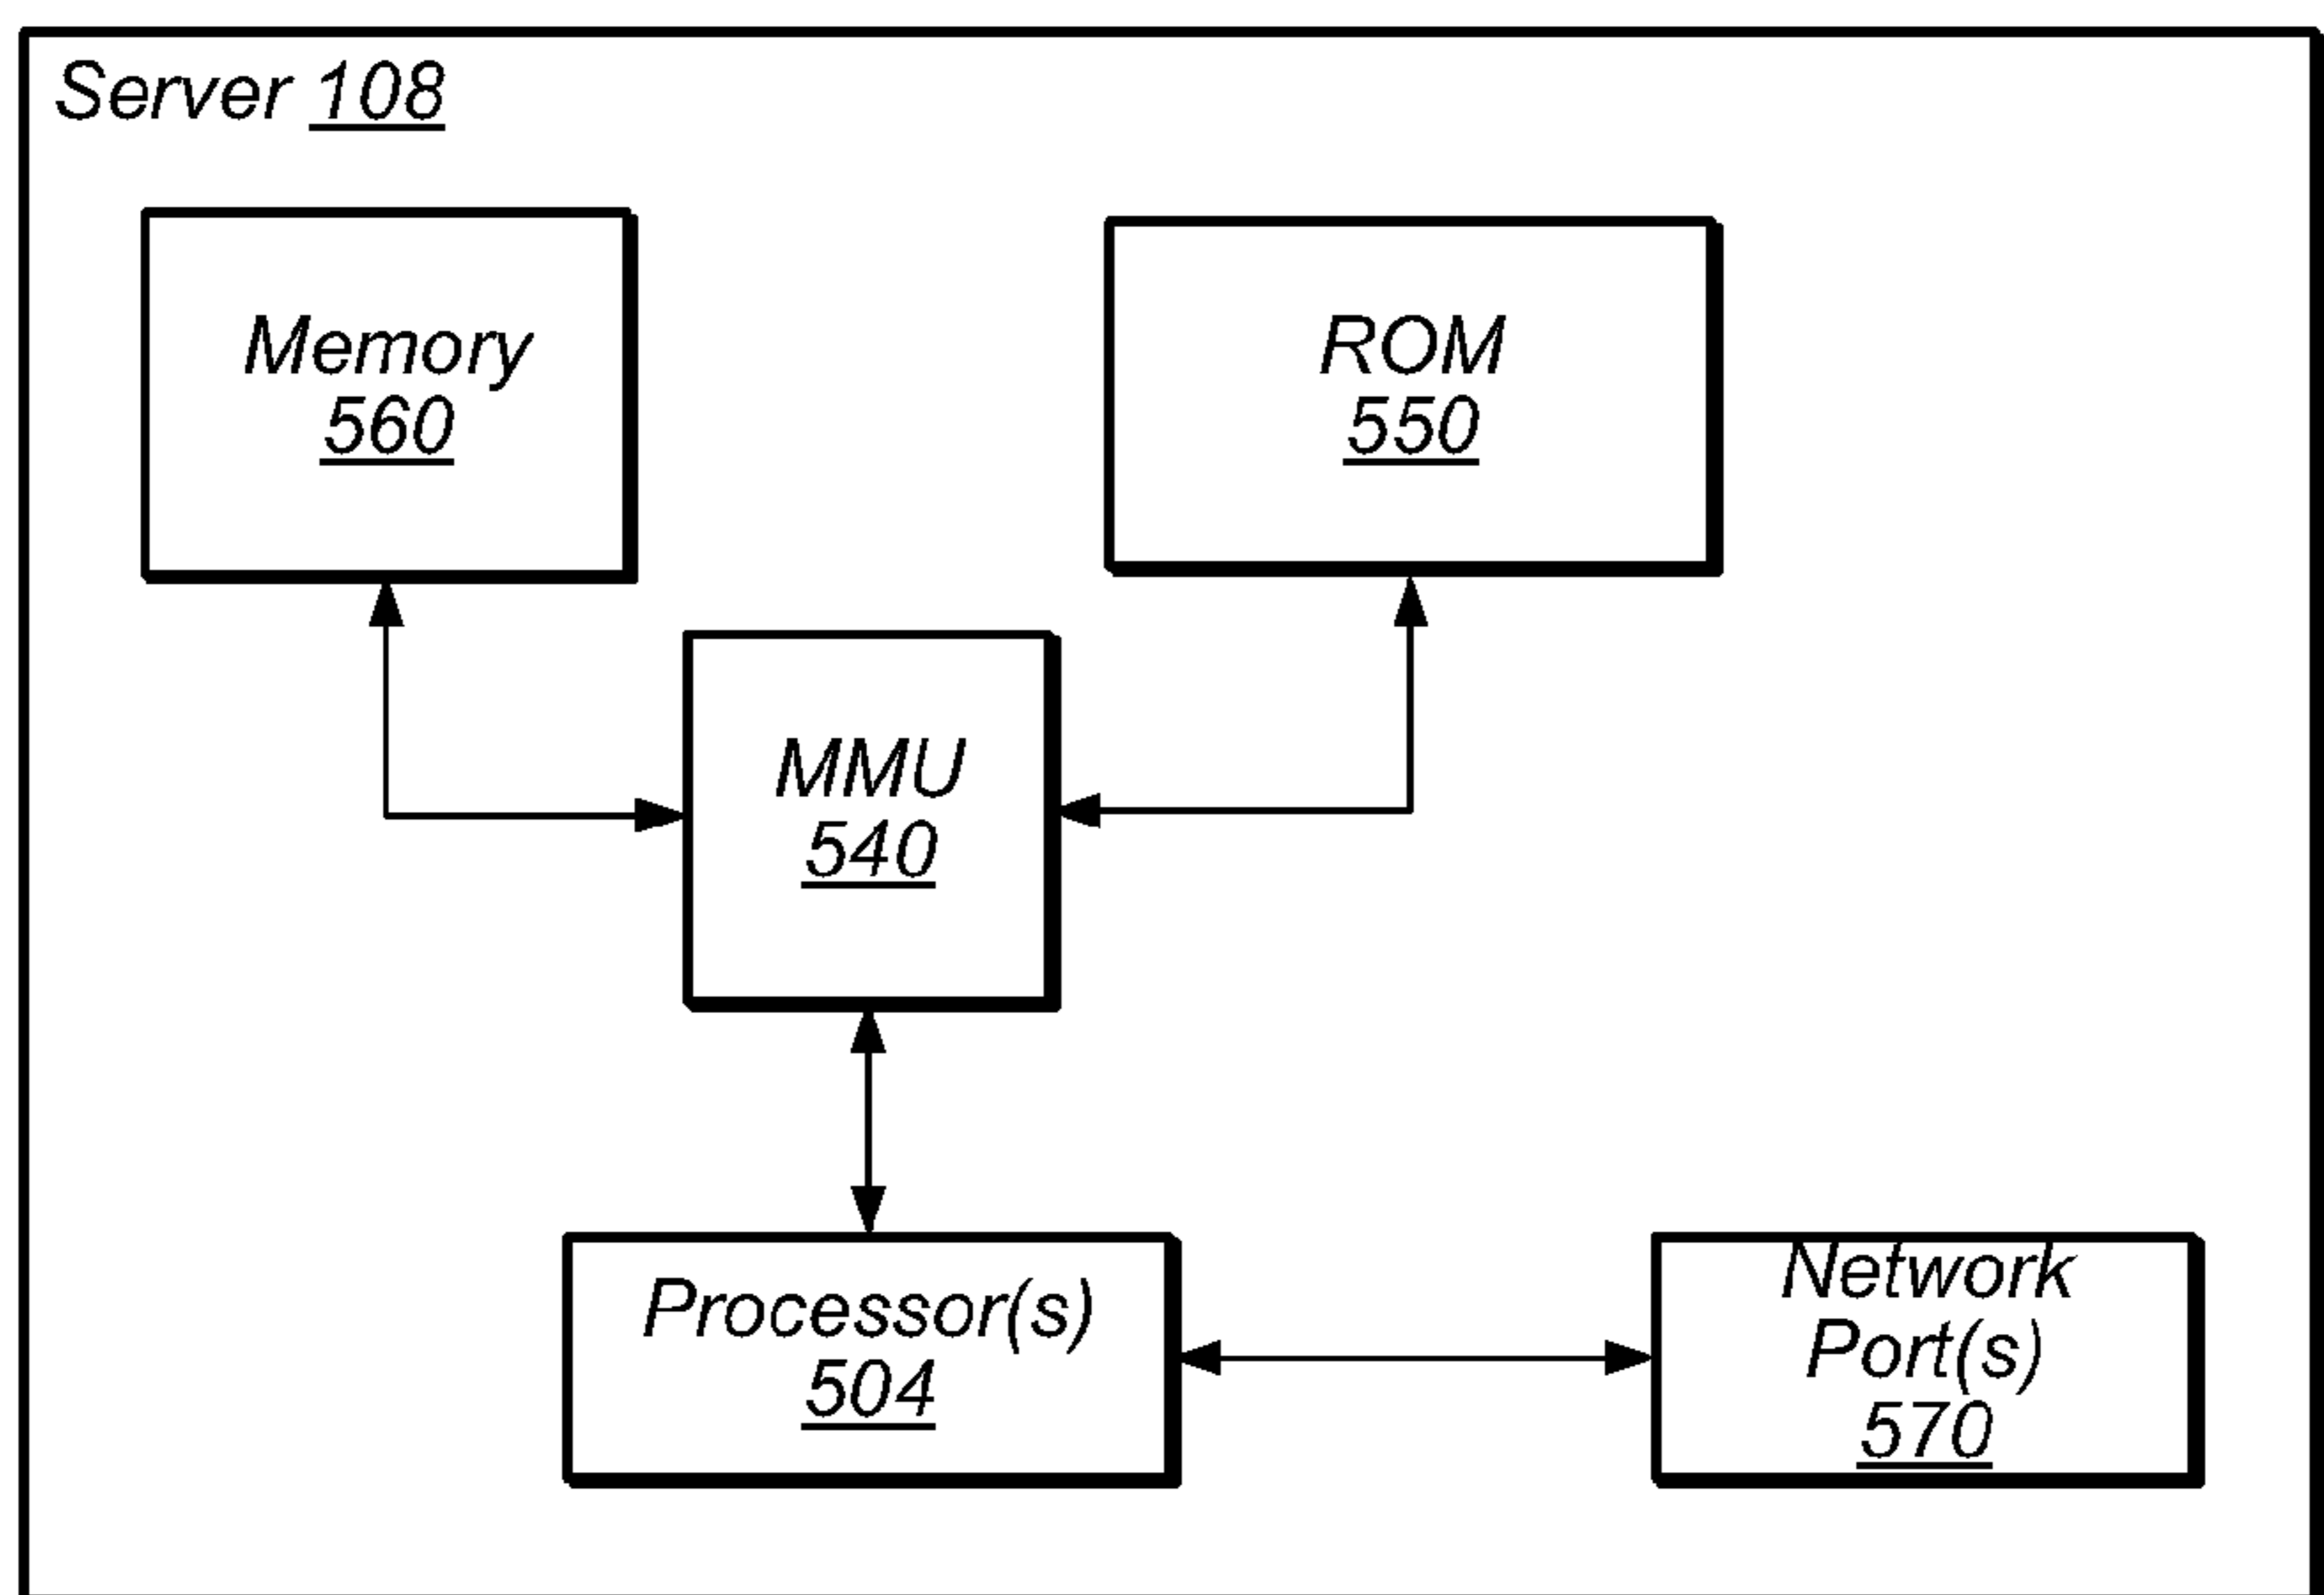 Server 108
Memory
560
ROM
550
MMU
540
Processor(s)
504
Network
Port(s)
570